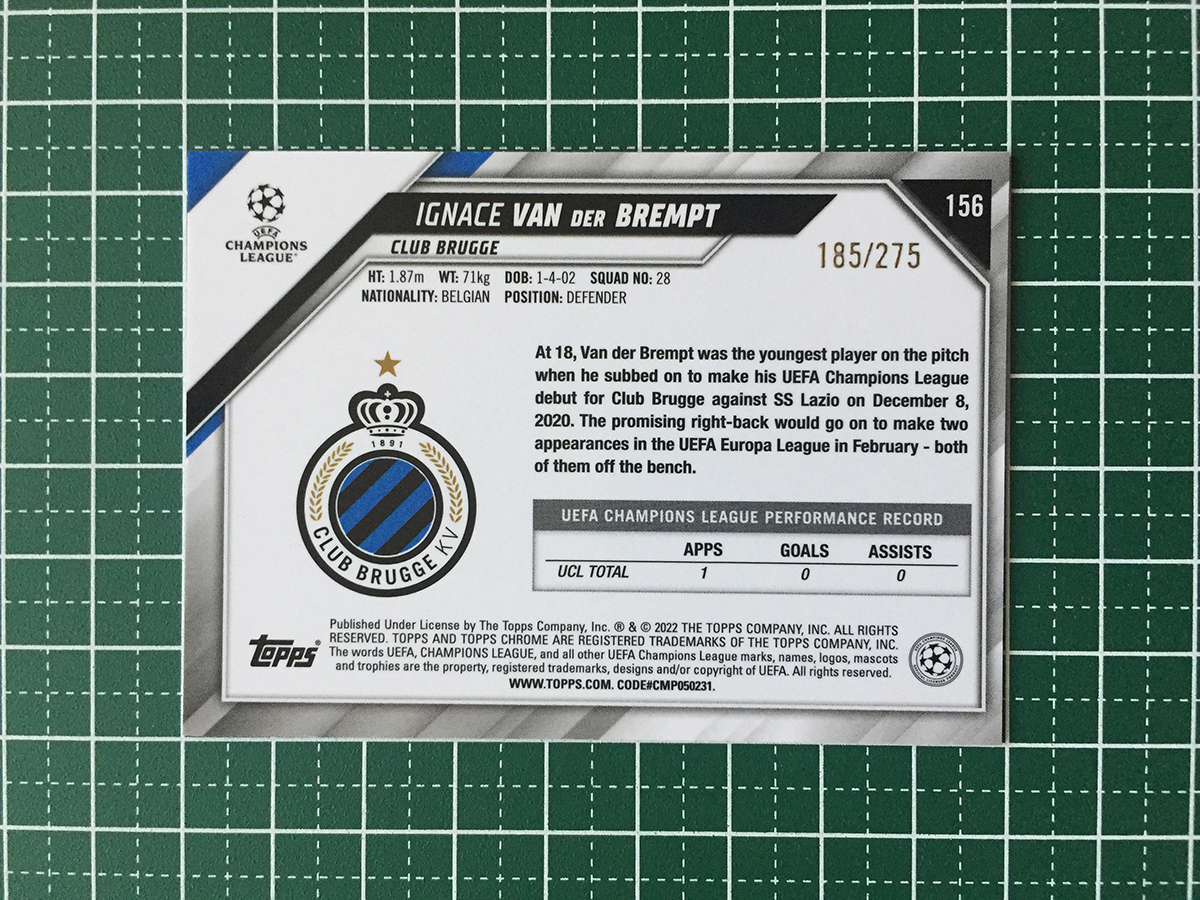 UEFA
CHAMPIONS
LEAGUE®
IGNACE VAN DER BREMPT
156
CLUB BRUGGE
185/275
HT: 1.87m WT: 71kg DOB: 1-4-02 SQUAD NO: 28
NATIONALITY: BELGIAN POSITION: DEFENDER
At 18, Van der Brempt was the youngest player on the pitch
when he subbed on to make his UEFA Champions League
debut for Club Brugge against SS Lazio on December 8,
2020. The promising right-back would go on to make two
appearances in the UEFA Europa League in February - both
of them off the bench.
1891
CLUB BRUGGE KV
UEFA CHAMPIONS LEAGUE PERFORMANCE RECORD
APPS GOALS ASSISTS
UCL TOTAL 1 0 0
topps®
Published Under License by The Topps Company, Inc. ® & © 2022 THE TOPPS COMPANY, INC. ALL RIGHTS
RESERVED. TOPPS AND TOPPS CHROME ARE REGISTERED TRADEMARKS OF THE TOPPS COMPANY, INC.
The words UEFA, CHAMPIONS LEAGUE, and all other UEFA Champions League marks, names, logos, mascots
and trophies are the property, registered trademarks, designs and/or copyright of UEFA. All rights reserved.
WWW.TOPPS.COM. CODE#CMP050231.